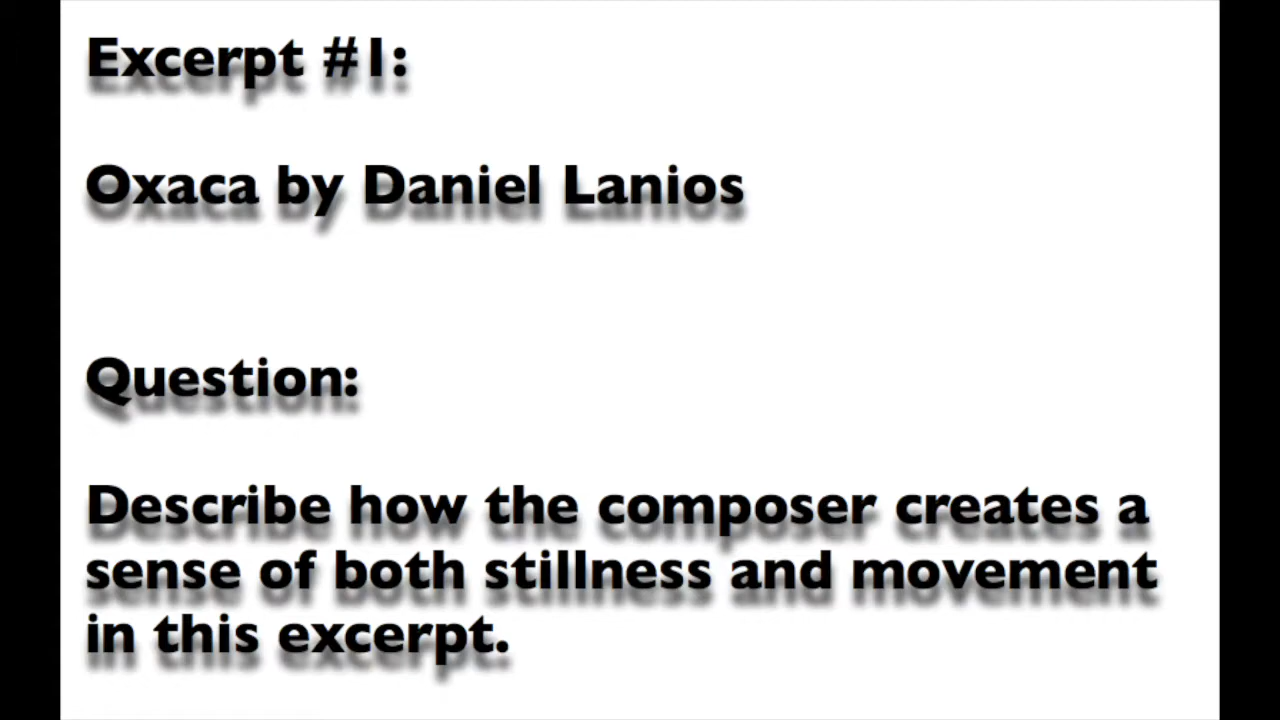 Excerpt #1:
Oxaca by Daniel Lanios
Question:
Describe how the composer creates a
sense of both stillness and movement
in this excerpt.